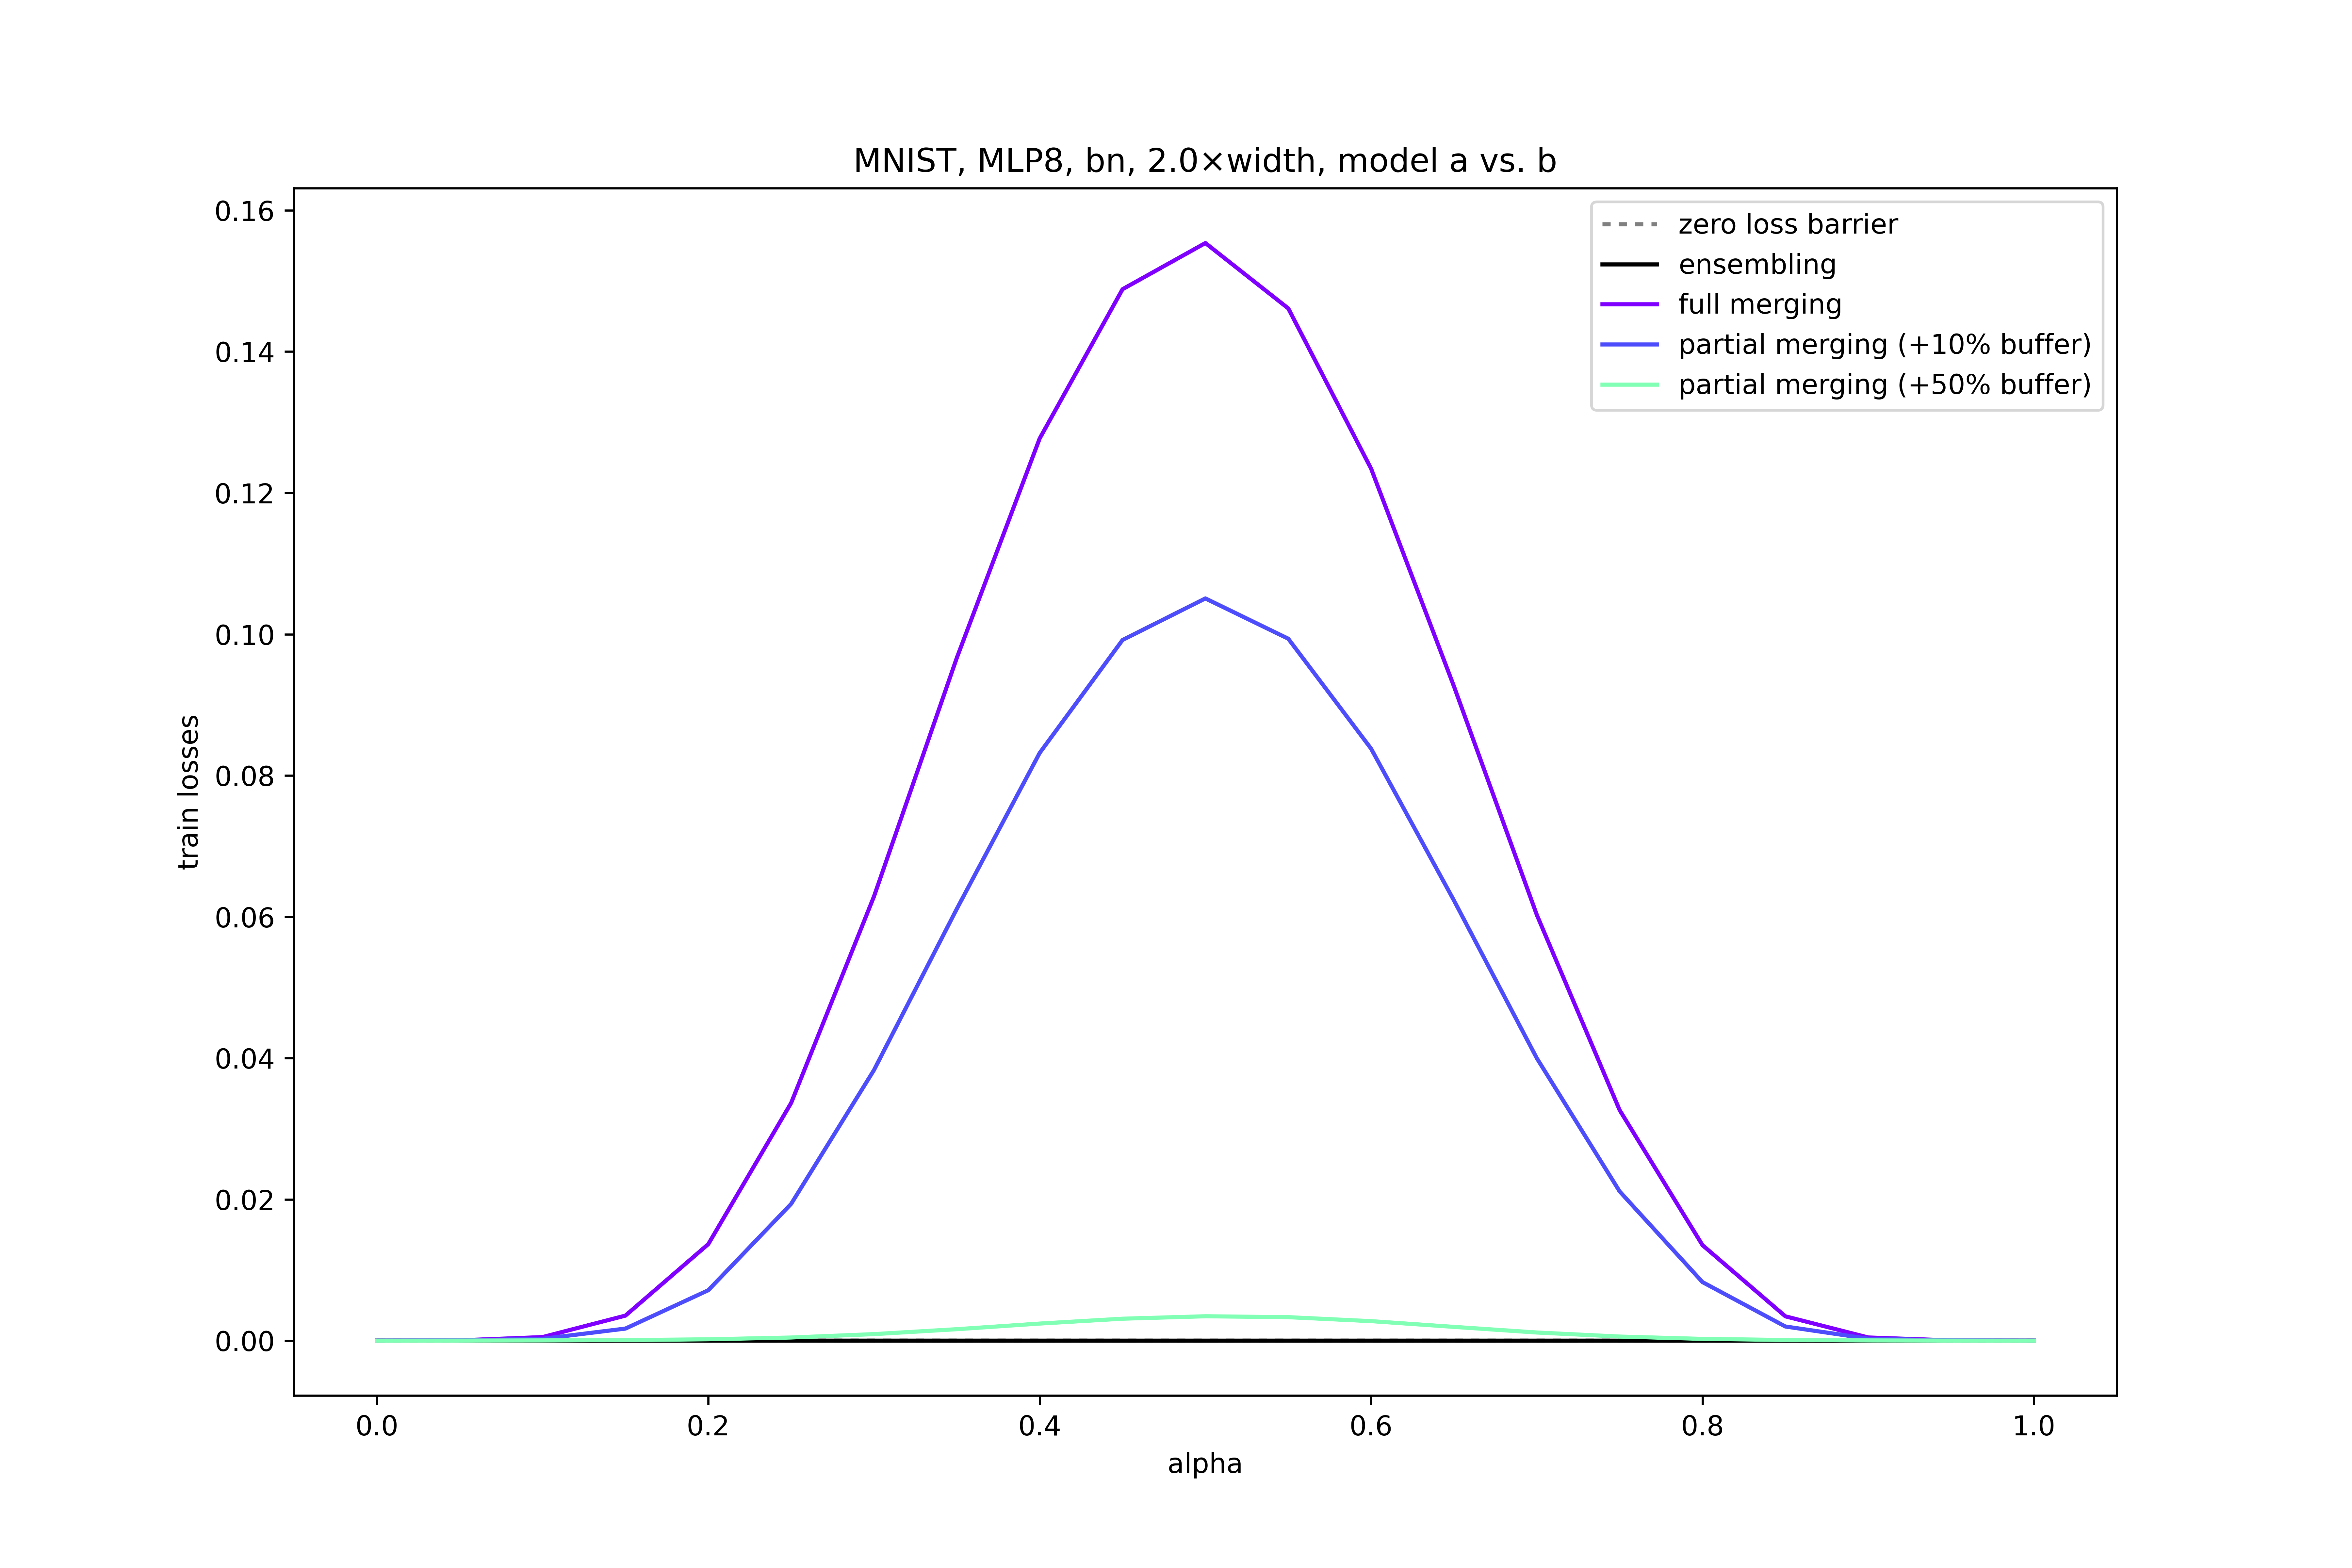 MNIST, MLP8, bn, 2.0×width, model a vs. b
zero loss barrier
ensembling
full merging
partial merging (+10% buffer)
partial merging (+50% buffer)
train losses
0.16
0.14
0.12
0.10
0.08
0.06
0.04
0.02
0.00
0.0 0.2 0.4 0.6 0.8 1.0
alpha